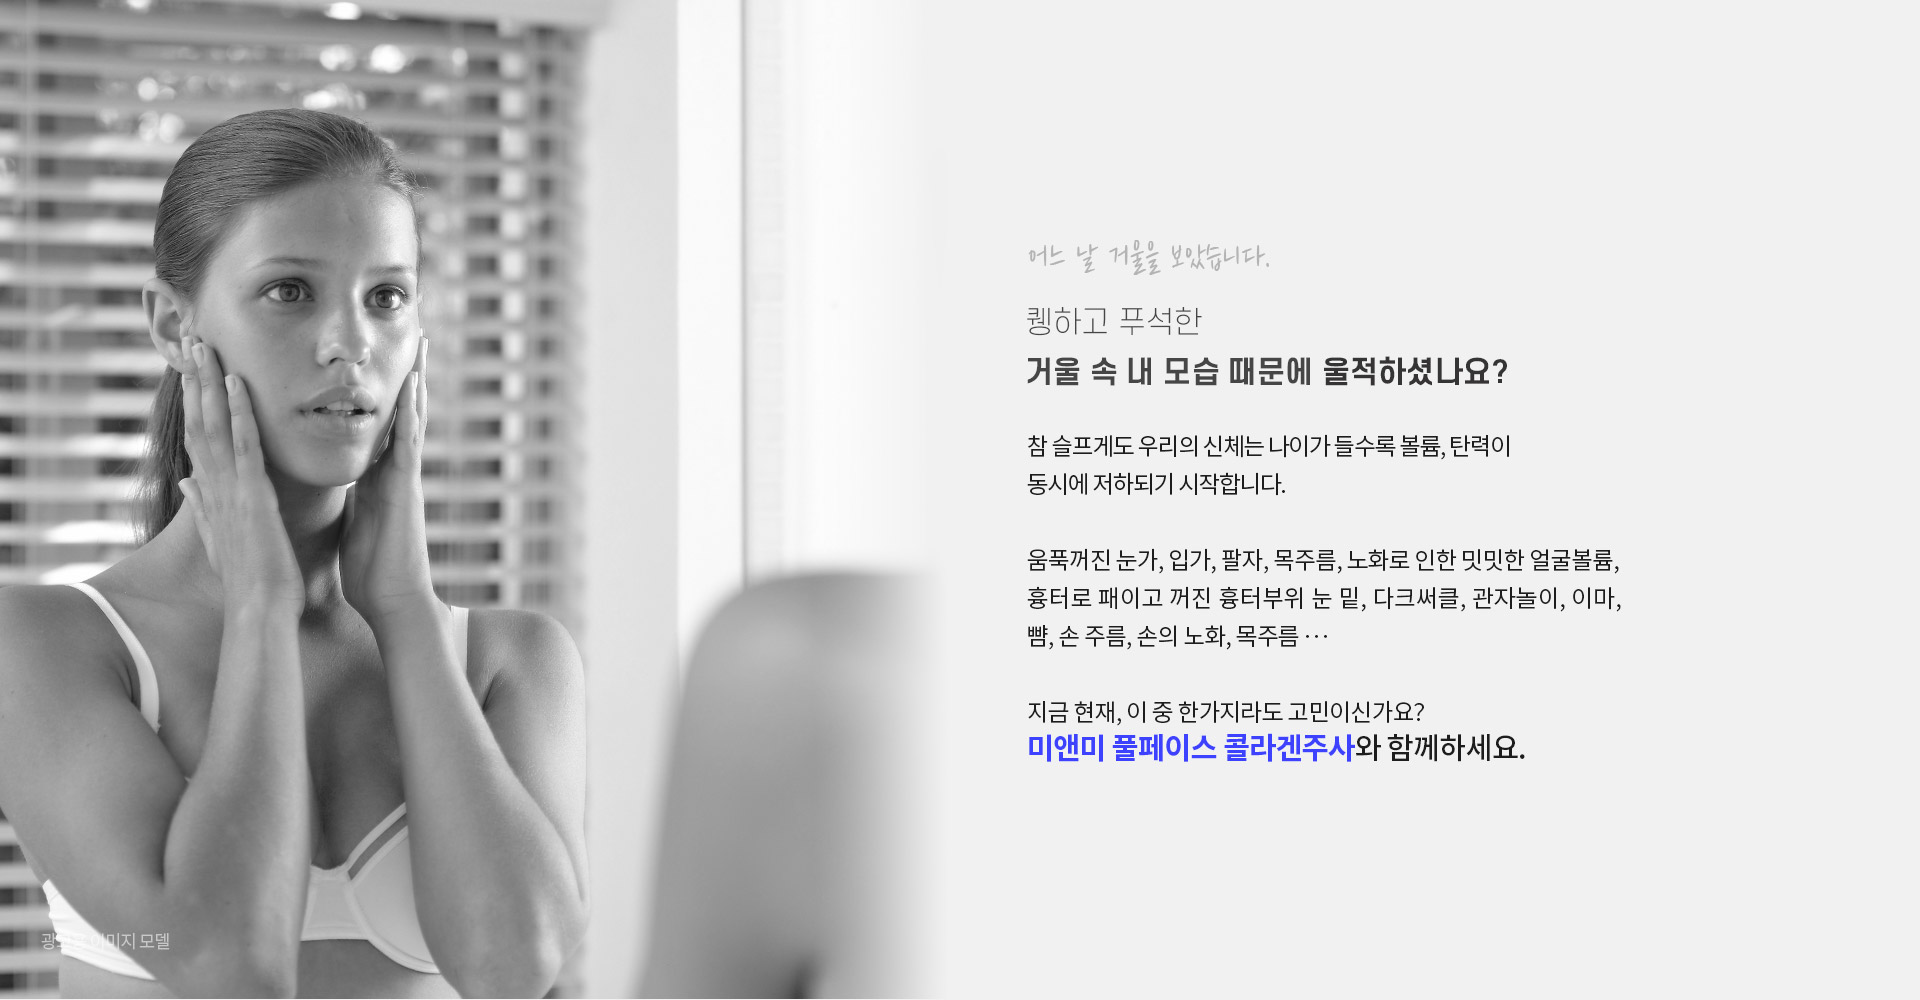 어느 날 거울을 보았습니다.
퀭하고 푸석한
거울 속 내 모습 때문에 울적하셨나요?
참 슬프게도 우리의 신체는 나이가 들수록 볼륨, 탄력이
동시에 저하되기 시작합니다.
움푹꺼진 눈가, 입가, 팔자, 목주름, 노화로 인한 밋밋한 얼굴볼륨,
흉터로 패이고 꺼진 흉터부위 눈 밑, 다크써클, 관자놀이, 이마,
뺨, 손 주름, 손의 노화, 목주름 ···
지금 현재, 이 중 한가지라도 고민이신가요?
미앤미 풀페이스 콜라겐주사와 함께하세요.
광고용 이미지 모델